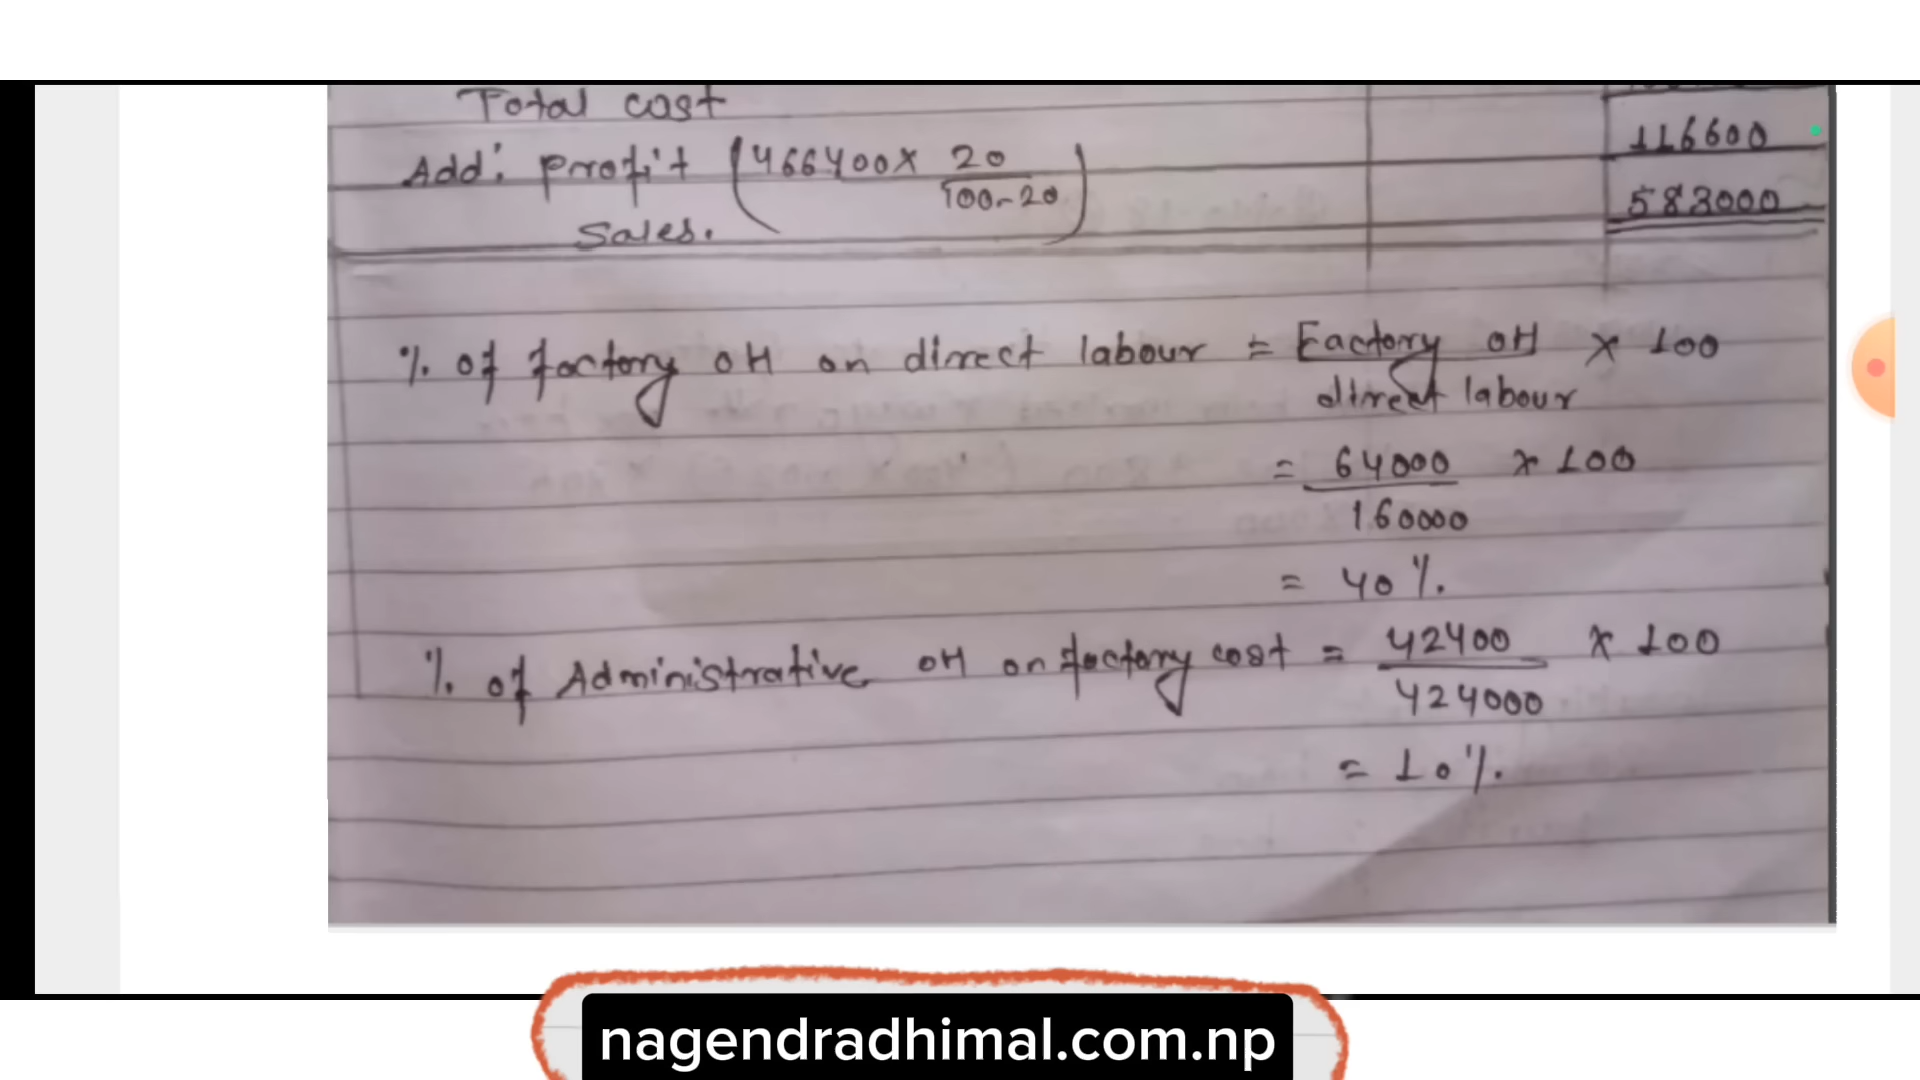 Total cost
116600
Add: profit (466400 x 20/100-20)
583000
Sales.
% of factory OH on direct labour = Factory OH x 100
direct labour
= 64000 x 100
160000
= 40 %.
% of Administrative OH on factory cost = 42400 x 100
424000
= 10 %.
nagendradhimal.com.np